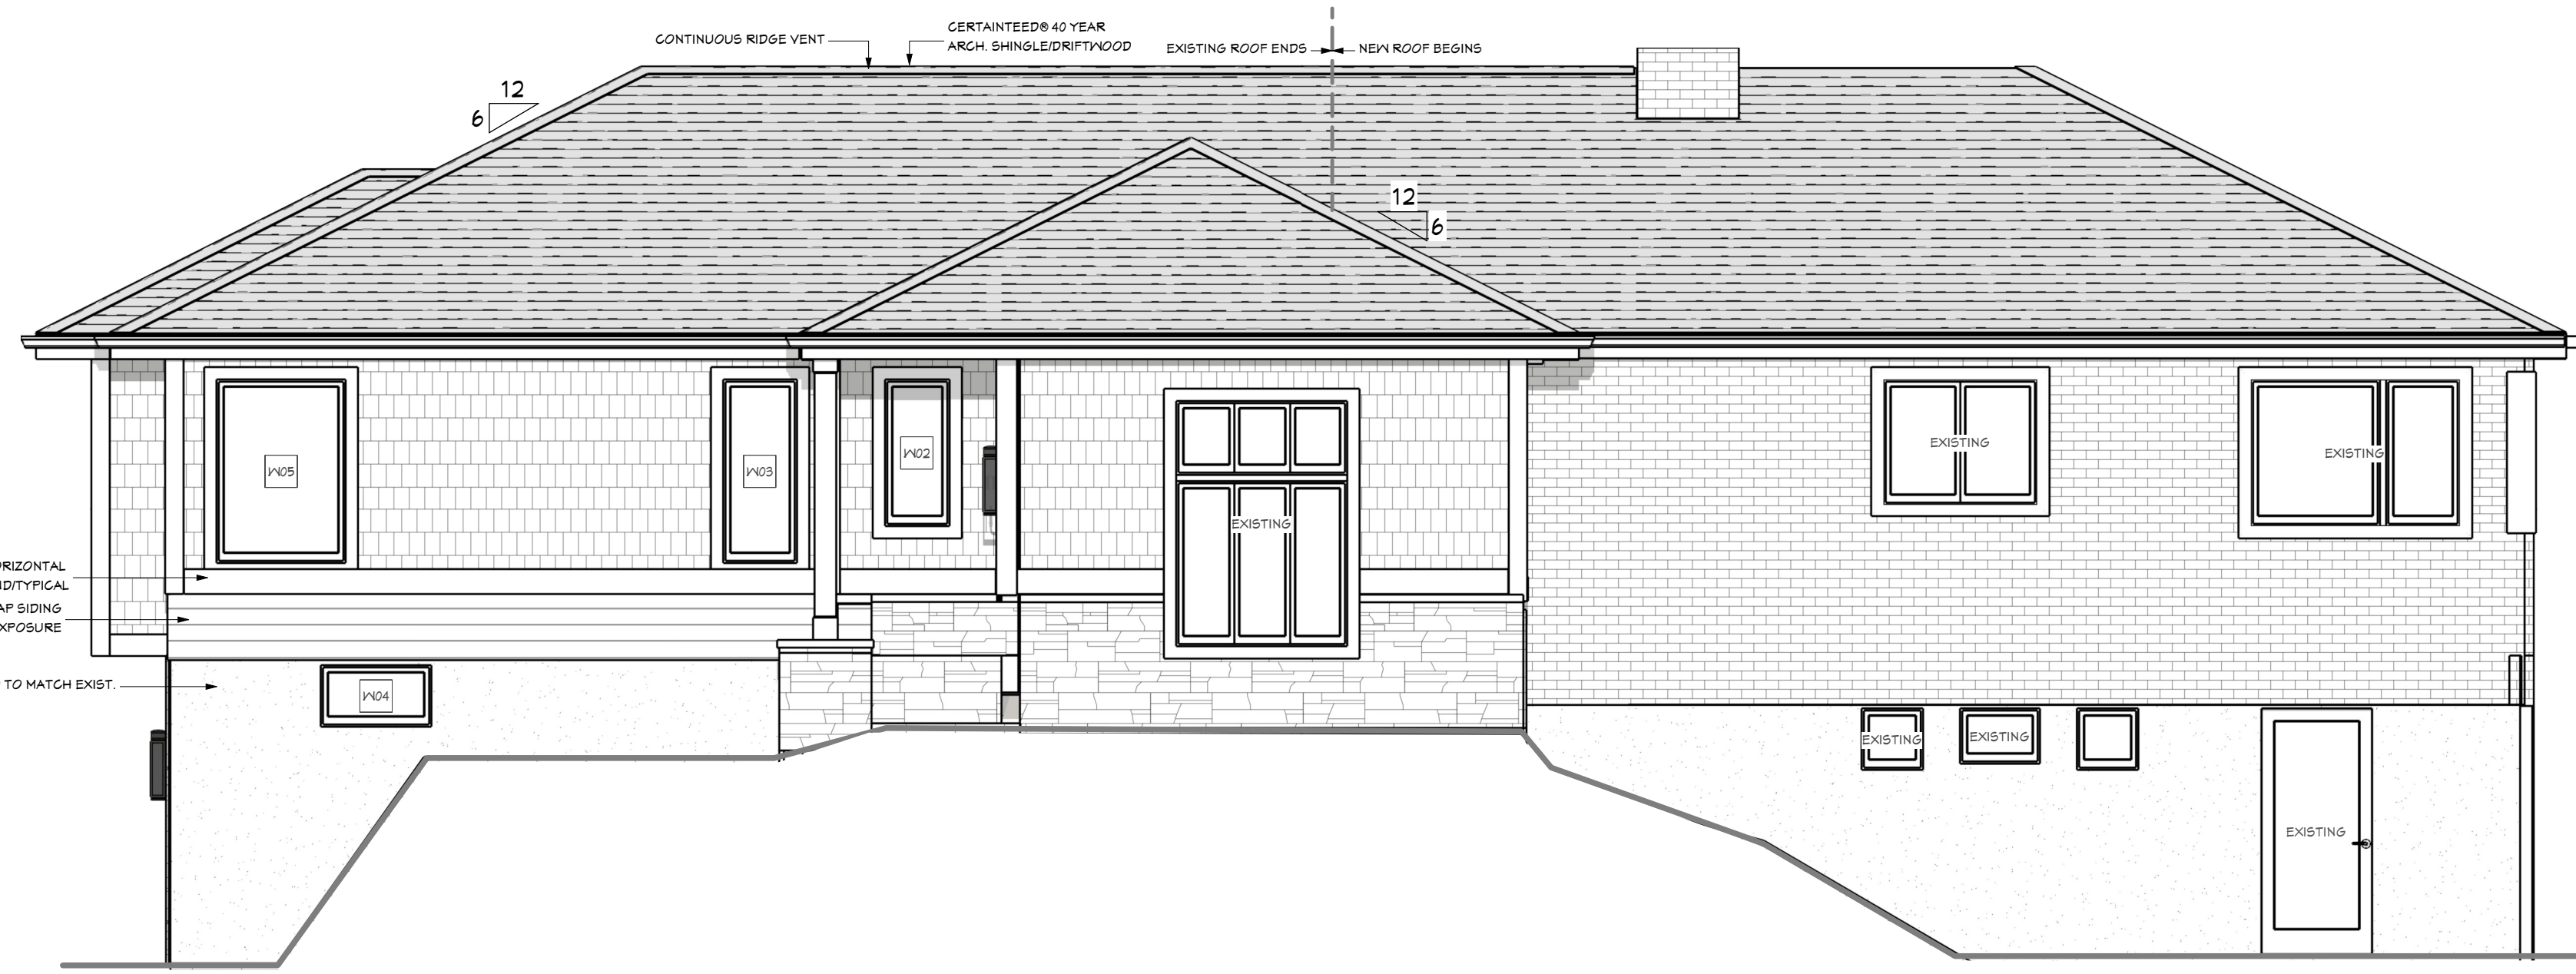 CONTINUOUS RIDGE VENT
CERTAINTEED® 40 YEAR
ARCH. SHINGLE/DRIFTWOOD
EXISTING ROOF ENDS
NEW ROOF BEGINS
12
6
12
6
W05
W03
W02
EXISTING
EXISTING
EXISTING
RIZONTAL
ND/TYPICAL
AP SIDING
XPOSURE
TO MATCH EXIST.
W04
EXISTING
EXISTING
EXISTING